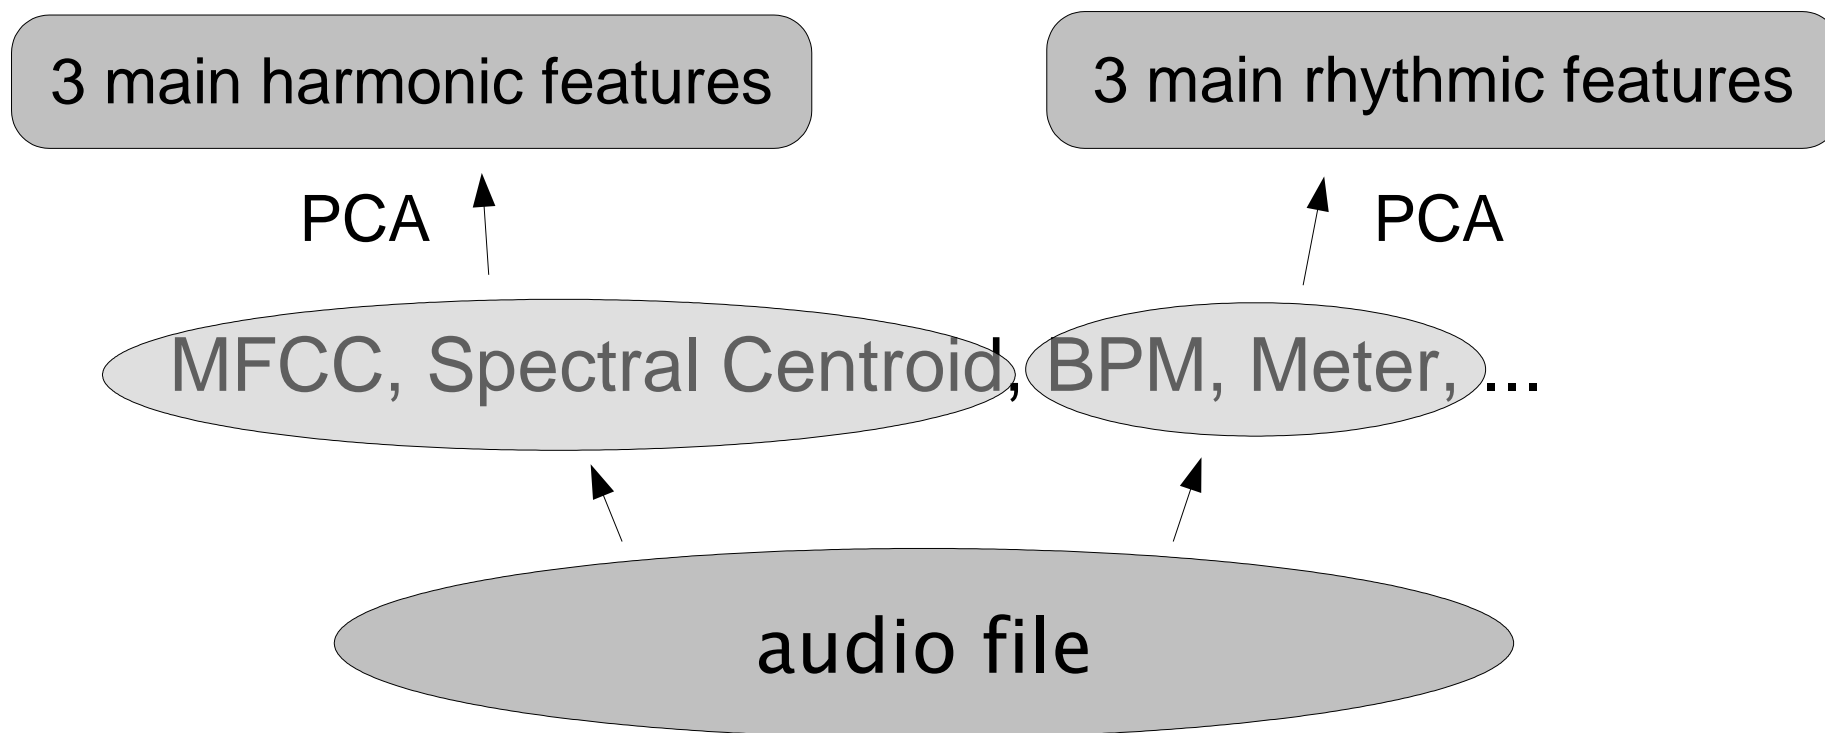 3 main harmonic features
3 main rhythmic features
PCA
PCA
MFCC, Spectral Centroid, BPM, Meter, ...
audio file